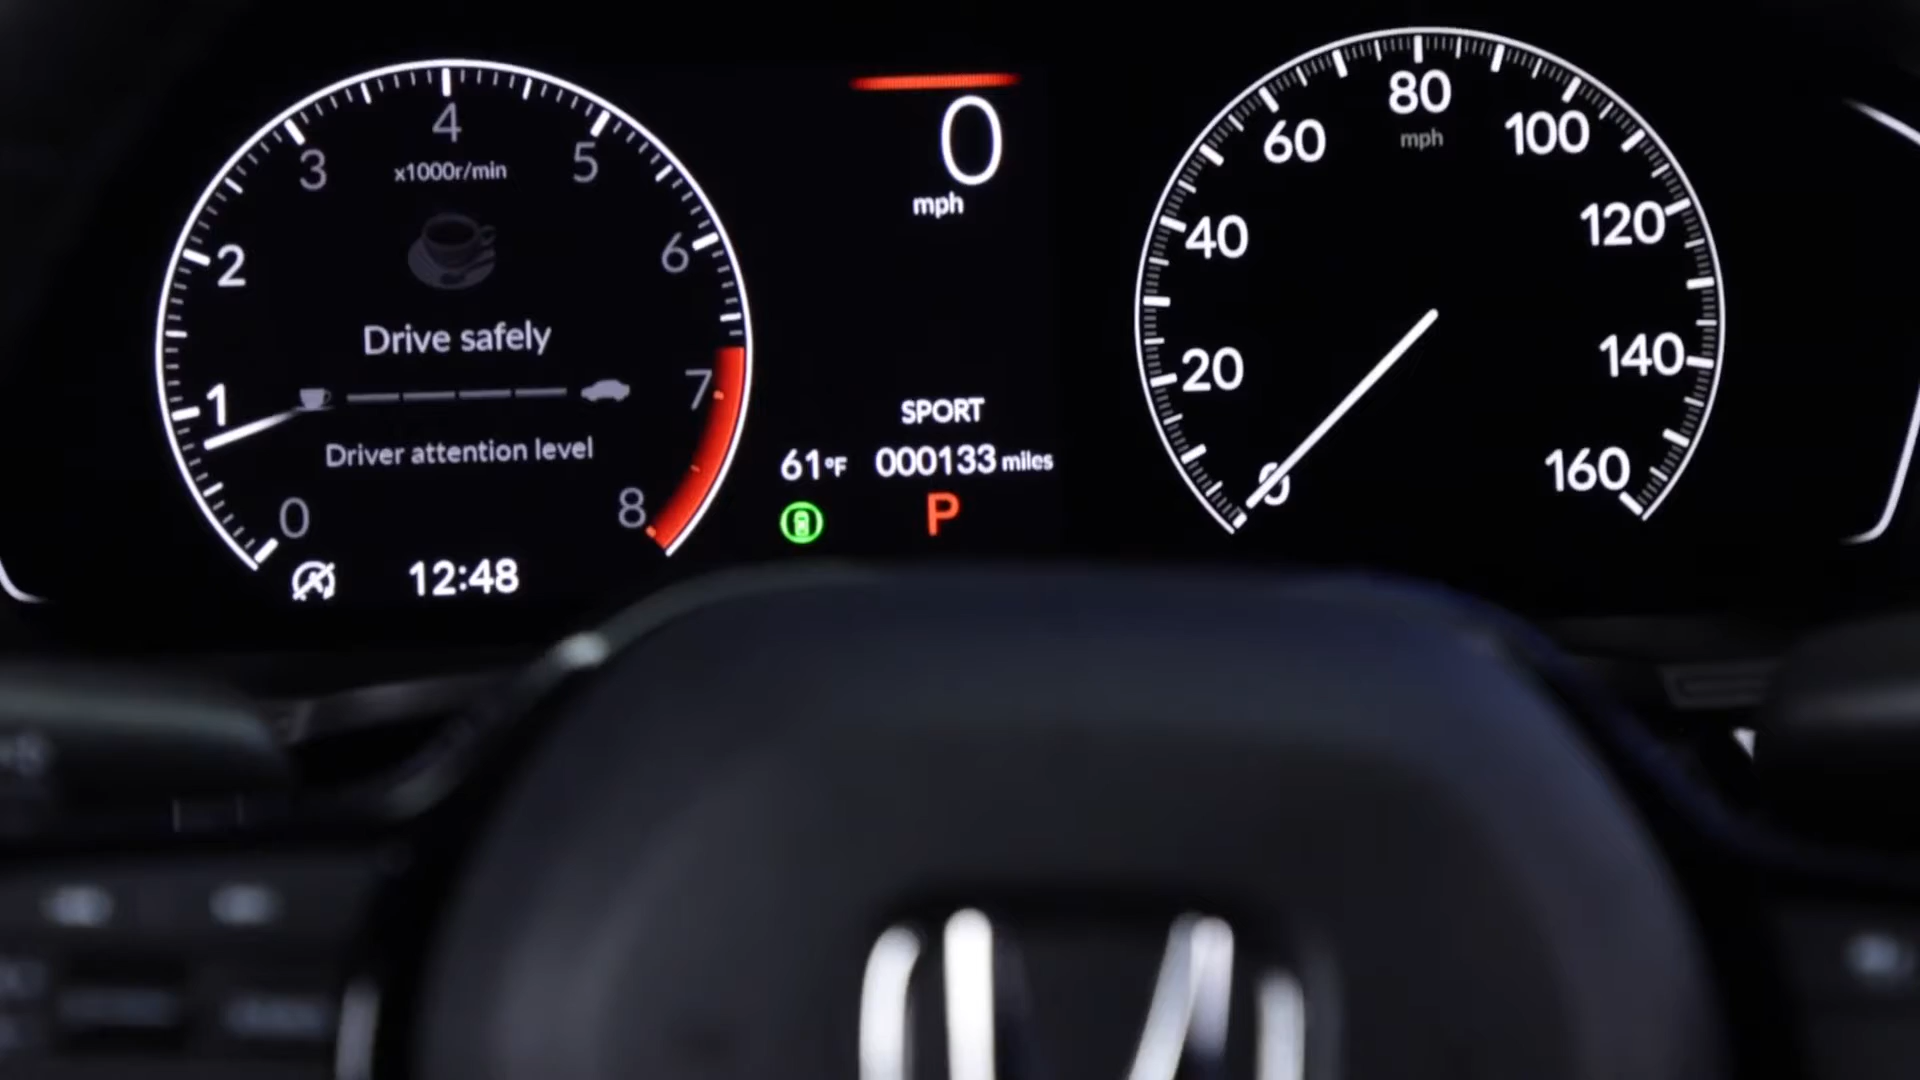 4
3
5
x1000r/min
2
6
Drive safely
1
7
Driver attention level
0
8
12:48
0
mph
SPORT
61°F
000133 miles
P
80
mph
60
100
40
120
20
140
0
160